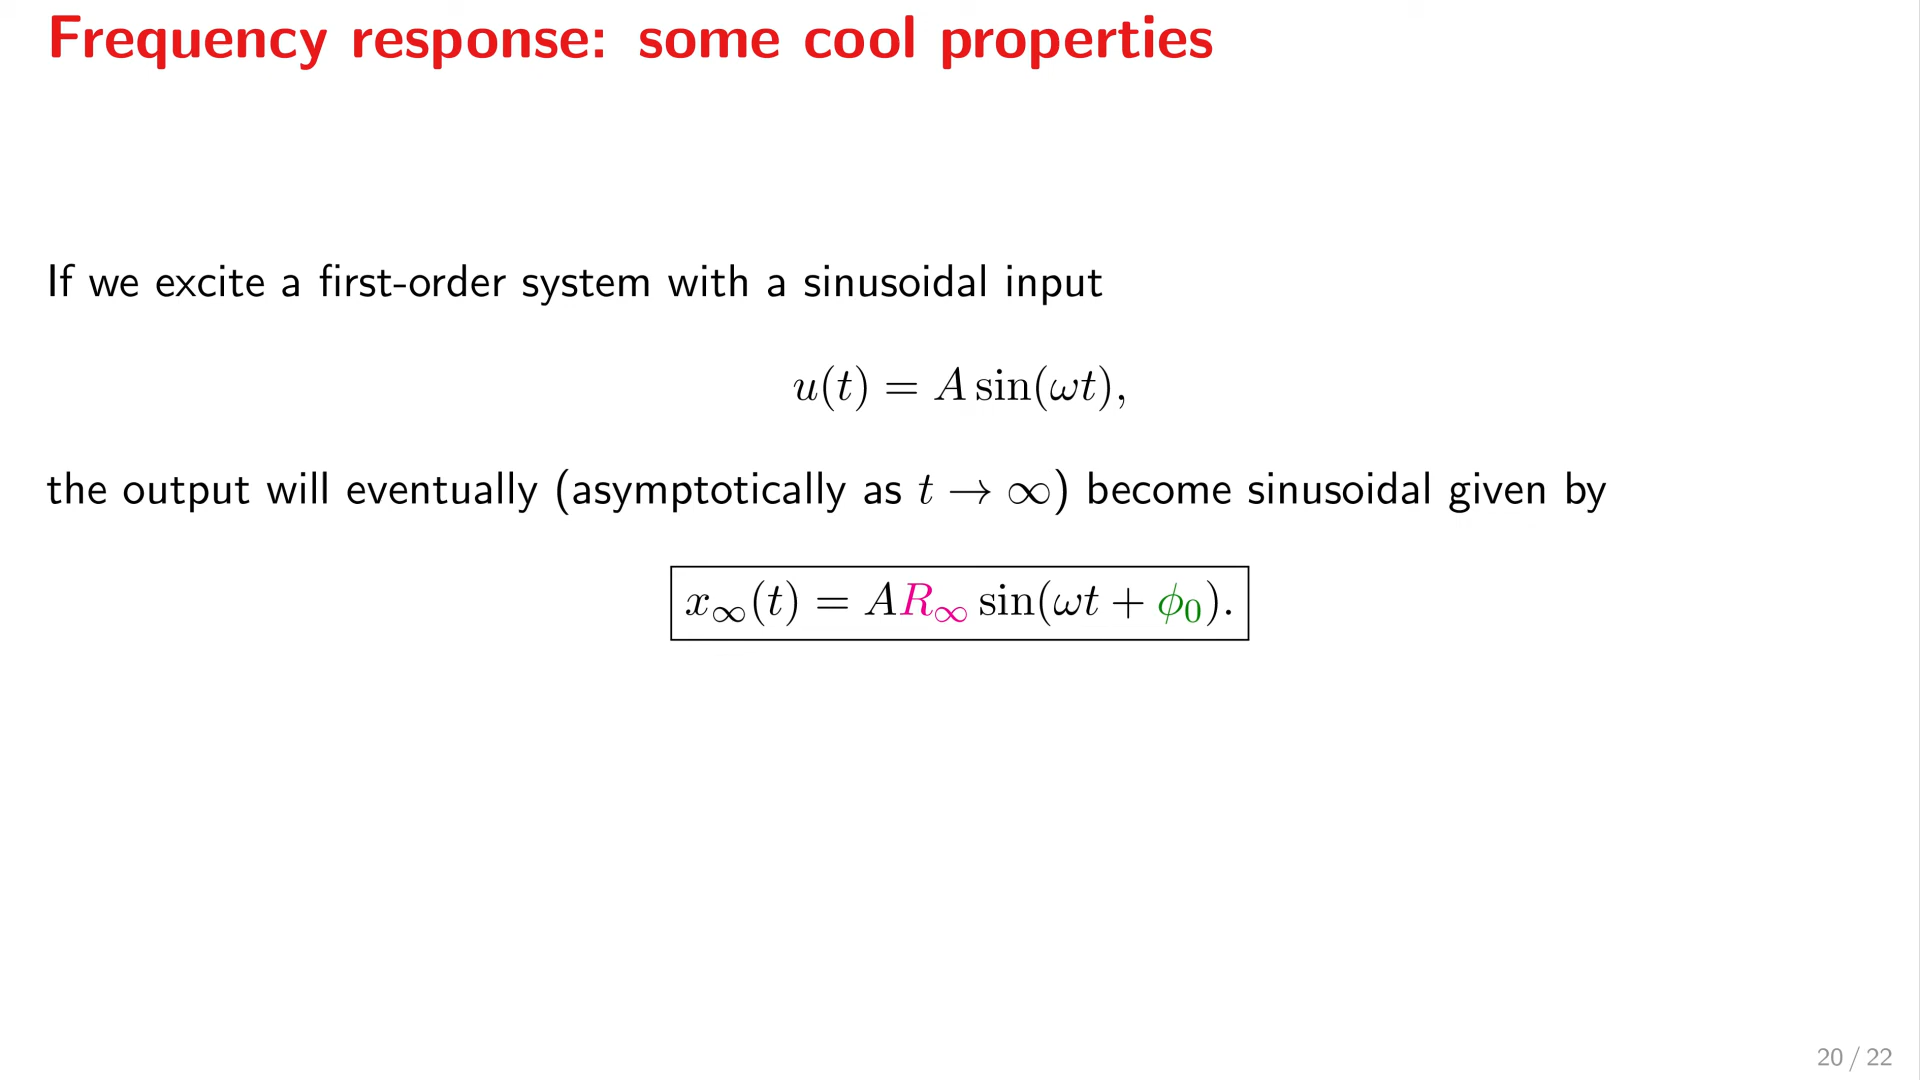 Frequency response: some cool properties
If we excite a first-order system with a sinusoidal input
u(t) = A sin(ωt),
the output will eventually (asymptotically as t → ∞) become sinusoidal given by
x∞(t) = AR∞ sin(ωt + ϕ₀).
20 / 22